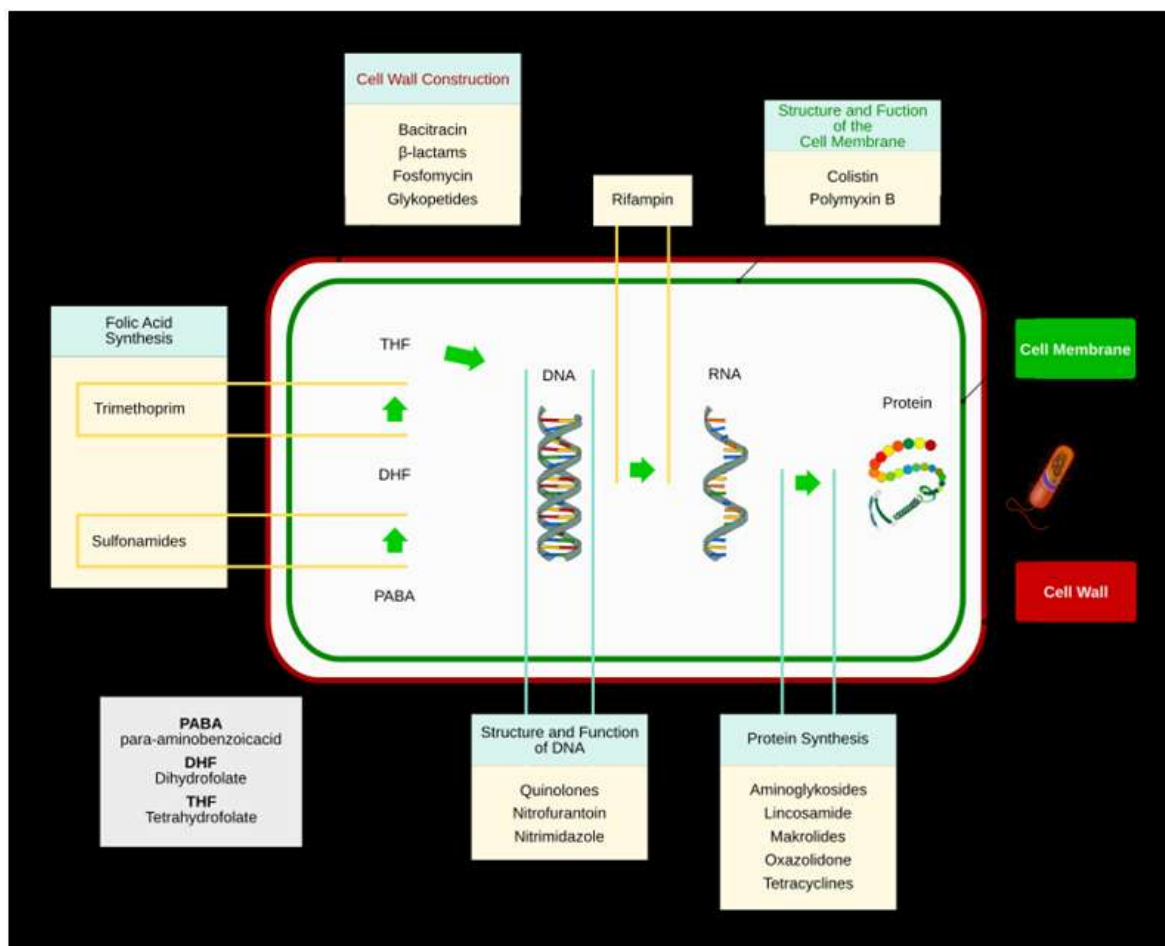 Cell Wall Construction
Bacitracin
β-lactams
Fosfomycin
Glykopetides
Structure and Fuction
of the
Cell Membrane
Colistin
Polymyxin B
Rifampin
Folic Acid
Synthesis
Trimethoprim
Sulfonamides
THF
DHF
PABA
DNA
RNA
Protein
Cell Membrane
Cell Wall
PABA
para-aminobenzoicacid
DHF
Dihydrofolate
THF
Tetrahydrofolate
Structure and Function
of DNA
Quinolones
Nitrofurantoin
Nitrimidazole
Protein Synthesis
Aminoglykosides
Lincosamide
Makrolides
Oxazolidone
Tetracyclines